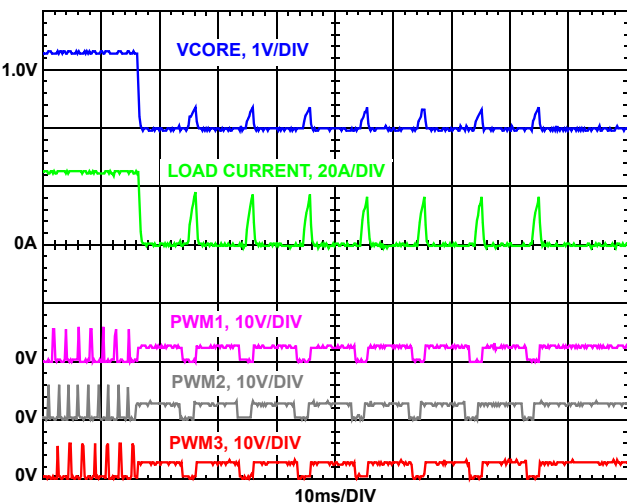 VCORE, 1V/DIV
1.0V
LOAD CURRENT, 20A/DIV
0A
PWM1, 10V/DIV
0V
PWM2, 10V/DIV
0V
PWM3, 10V/DIV
0V
10ms/DIV